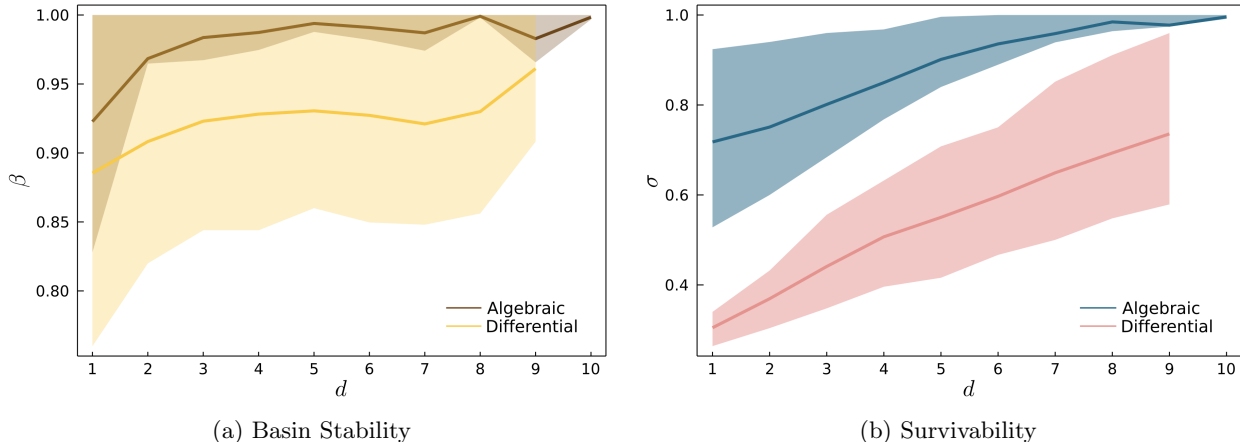 1.00
0.95
0.90
0.85
0.80
β
Algebraic
Differential
1 2 3 4 5 6 7 8 9 10
d
(a) Basin Stability
1.0
0.8
0.6
0.4
σ
Algebraic
Differential
1 2 3 4 5 6 7 8 9 10
d
(b) Survivability